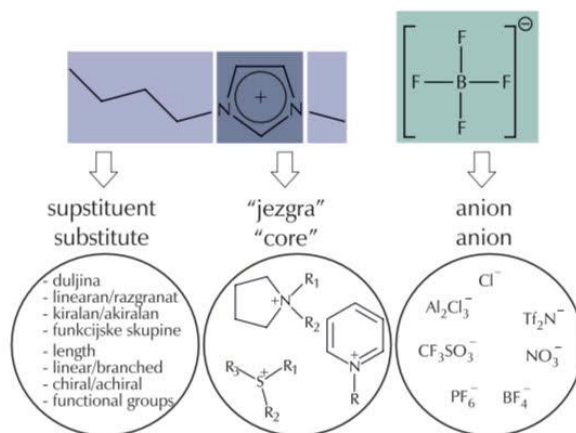 F
F — B — F
F
⊖
N + N
supstituent
substitute
"jezgra"
"core"
anion
anion
- duljina
- linearan/razgranat
- kiralan/akiralan
- funkcijske skupine
- length
- linear/branched
- chiral/achiral
- functional groups
R₁
N
+
R₂
R₃ S⁺ R₁
R₂
N⁺
R
Cl⁻
Al₂Cl₃⁻
Tf₂N⁻
CF₃SO₃⁻
NO₃⁻
PF₆⁻
BF₄⁻